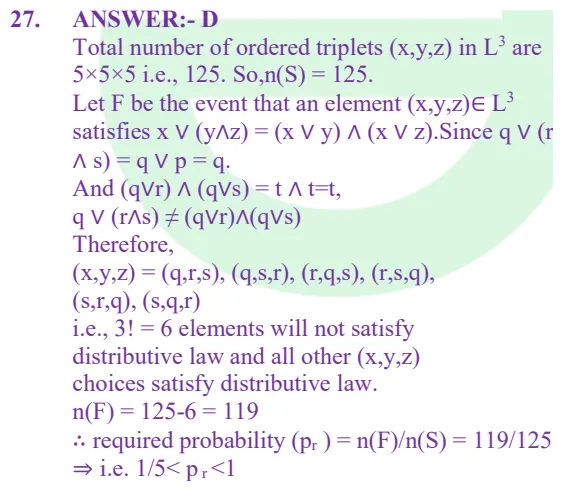 27. ANSWER:- D
Total number of ordered triplets (x,y,z) in L³ are
5×5×5 i.e., 125. So,n(S) = 125.
Let F be the event that an element (x,y,z)∈ L³
satisfies x ∨ (y∧z) = (x ∨ y) ∧ (x ∨ z).Since q ∨ (r
∧ s) = q ∨ p = q.
And (q∨r) ∧ (q∨s) = t ∧ t=t,
q ∨ (r∧s) ≠ (q∨r)∧(q∨s)
Therefore,
(x,y,z) = (q,r,s), (q,s,r), (r,q,s), (r,s,q),
(s,r,q), (s,q,r)
i.e., 3! = 6 elements will not satisfy
distributive law and all other (x,y,z)
choices satisfy distributive law.
n(F) = 125-6 = 119
∴ required probability (pᵣ ) = n(F)/n(S) = 119/125
⇒ i.e. 1/5< p ᵣ <1